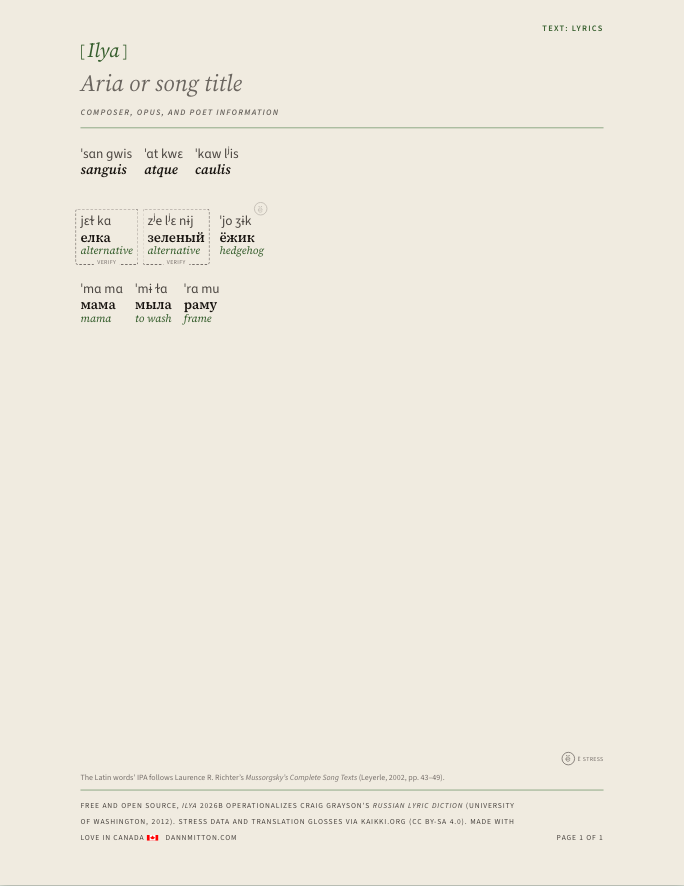 TEXT: LYRICS
[Ilya]
Aria or song title
COMPOSER, OPUS, AND POET INFORMATION
ˈsan gwis ˈat kwɛ ˈkaw lʲis
sanguis atque caulis
ë
jɛɫ ka zʲe lʲɛ nɨj ˈjo ʒɨk
елка зеленый ёжик
alternative alternative hedgehog
VERIFY VERIFY
ˈma ma ˈmɨ ɫa ˈra mu
мама мыла раму
mama to wash frame
ë Ë STRESS
The Latin words' IPA follows Laurence R. Richter's Mussorgsky's Complete Song Texts (Leyerle, 2002, pp. 43–49).
FREE AND OPEN SOURCE, ILYA 2026B OPERATIONALIZES CRAIG GRAYSON'S RUSSIAN LYRIC DICTION (UNIVERSITY
OF WASHINGTON, 2012). STRESS DATA AND TRANSLATION GLOSSES VIA KAIKKI.ORG (CC BY-SA 4.0). MADE WITH
LOVE IN CANADA 🇨🇦 DANNMITTON.COM PAGE 1 OF 1